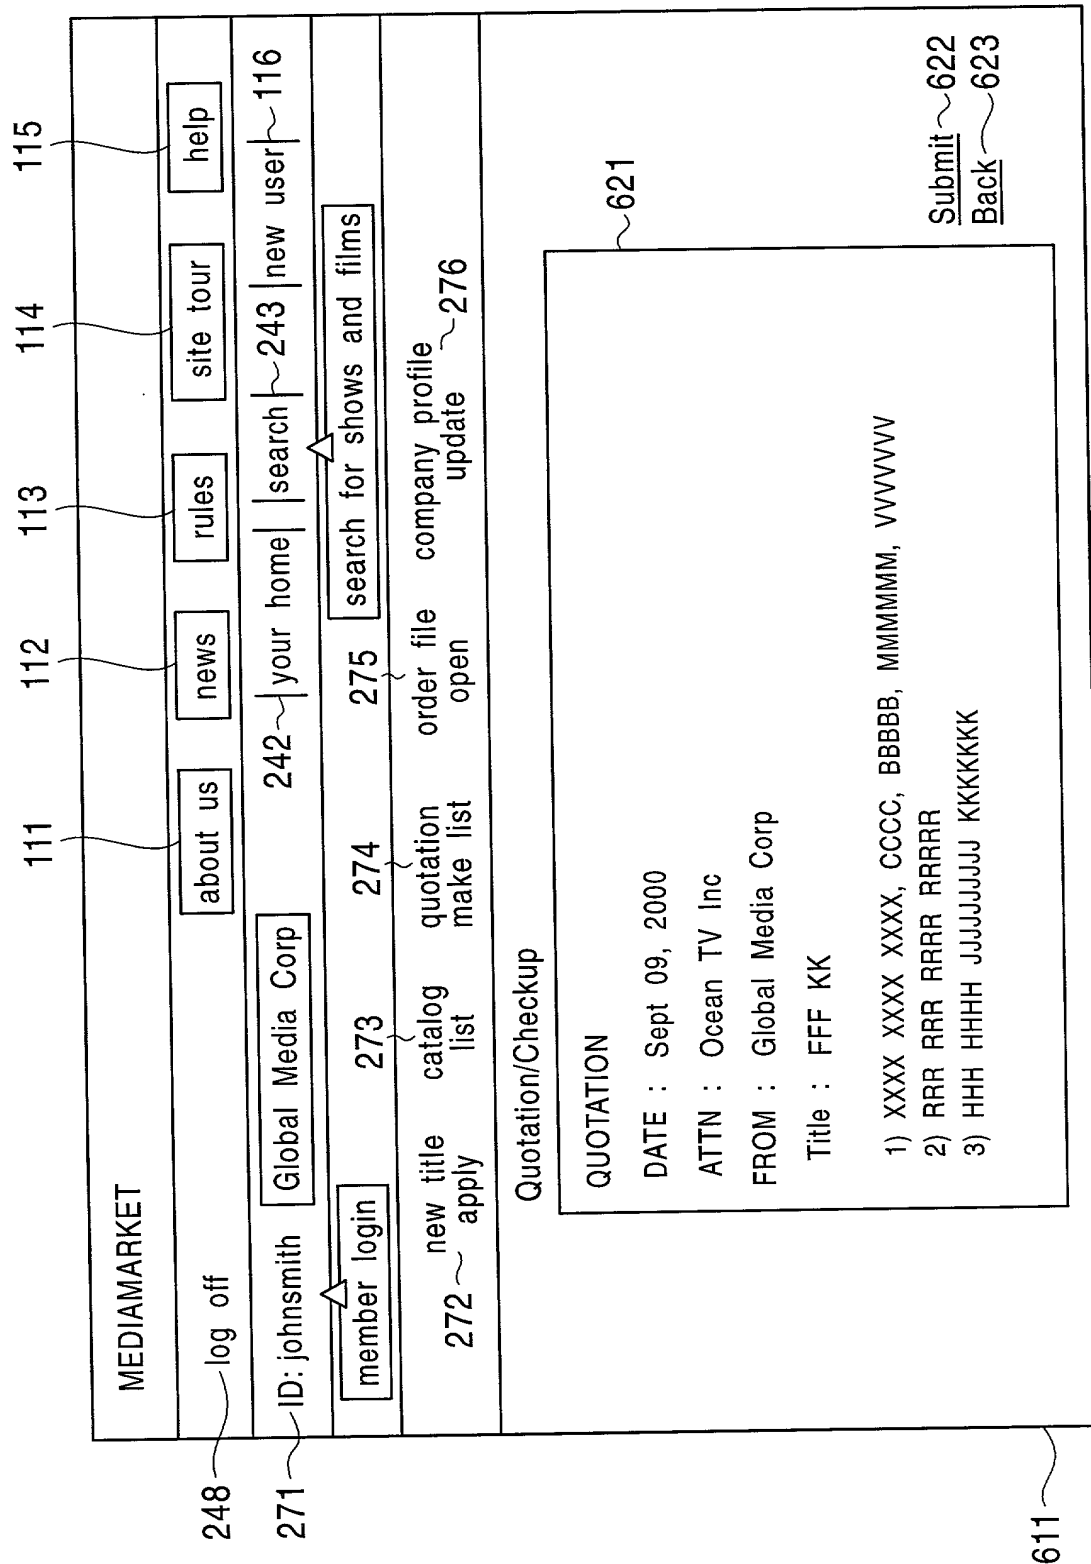 111 112 113 114 115
MEDIAMARKET
248 log off about us news rules site tour help
271 ID: johnsmith Global Media Corp 242 your home search 243 new user 116
member login search for shows and films
273 274 275
272 new title apply
catalog list
quotation make list
order file open
company profile update 276
Quotation/Checkup
621
QUOTATION
DATE : Sept 09, 2000
ATTN : Ocean TV Inc
FROM : Global Media Corp
Title : FFF KK
1) XXXX XXXX XXXX, CCCC, BBBBB, MMMMMM, VVVVVVV
2) RRR RRR RRRR RRRR RRRRR
3) HHH HHHH JJJJJJJJJ KKKKKKK
Submit 622
Back 623
611